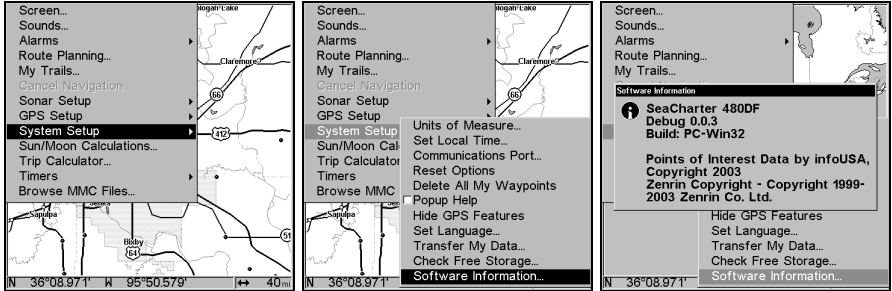 Screen...
Sounds...
Alarms
Route Planning...
My Trails...
Cancel Navigation
Sonar Setup
GPS Setup
System Setup
Sun/Moon Calculations...
Trip Calculator...
Timers
Browse MMC Files...
Claremore
66
412
Sapulpa
Bixby
64
51
N 36°08.971' W 95°50.579' ↔ 40 mi
Screen...
Sounds...
Alarms
Route Planning...
My Trails...
Cancel Navigation
Sonar Setup
GPS Setup
System Setup
Sun/Moon Cal
Trip Calculator
Timers
Browse MMC
Claremore
66
Units of Measure...
Set Local Time...
Communications Port...
Reset Options
Delete All My Waypoints
Popup Help
Hide GPS Features
Set Language...
Transfer My Data...
Check Free Storage...
Software Information...
Sapulpa
N 36°08.971'
Screen...
Sounds...
Alarms
Route Planning...
My Trails...
Software Information
SeaCharter 480DF
Debug 0.0.3
Build: PC-Win32
Points of Interest Data by infoUSA,
Copyright 2003
Zenrin Copyright - Copyright 1999-
2003 Zenrin Co. Ltd.
Hide GPS Features
Set Language...
Transfer My Data...
Check Free Storage...
Software Information...
N 36°08.971'